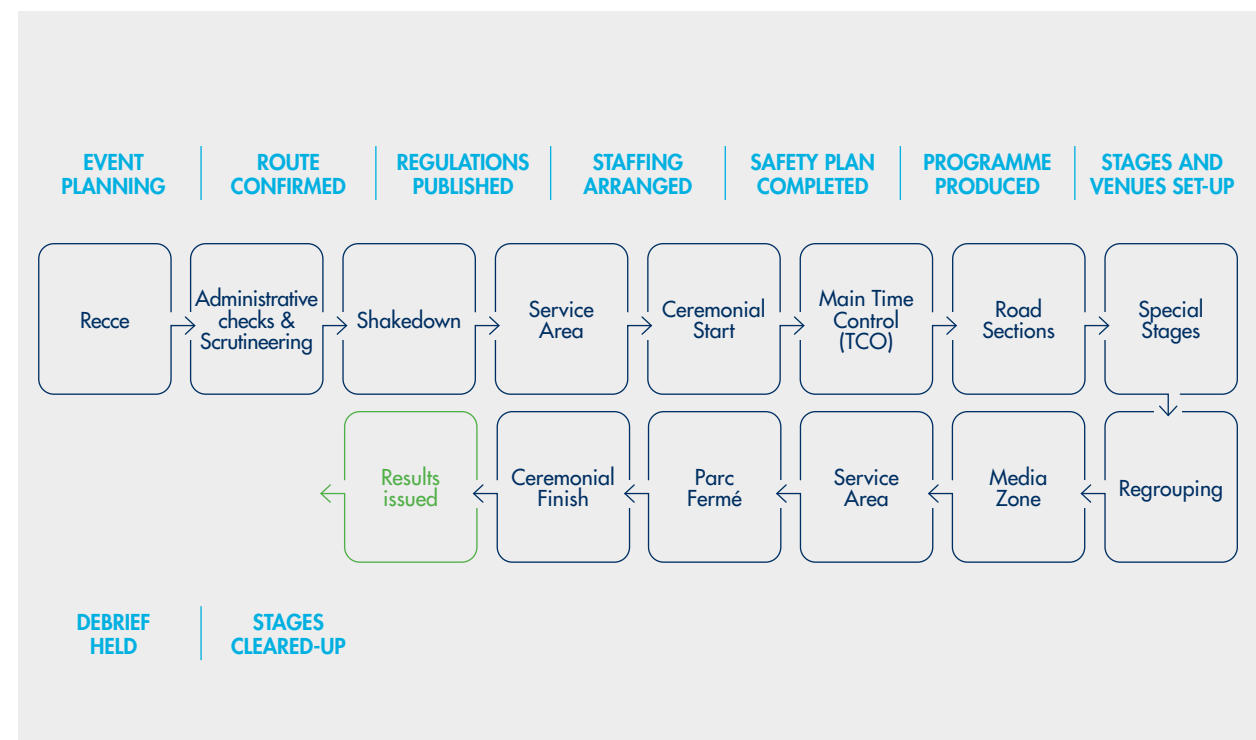 EVENT
PLANNING
ROUTE
CONFIRMED
REGULATIONS
PUBLISHED
STAFFING
ARRANGED
SAFETY PLAN
COMPLETED
PROGRAMME
PRODUCED
STAGES AND
VENUES SET-UP
Recce
Administrative
checks &
Scrutineering
Shakedown
Service
Area
Ceremonial
Start
Main Time
Control
(TCO)
Road
Sections
Special
Stages
Regrouping
Media
Zone
Service
Area
Parc
Fermé
Ceremonial
Finish
Results
issued
DEBRIEF
HELD
STAGES
CLEARED-UP